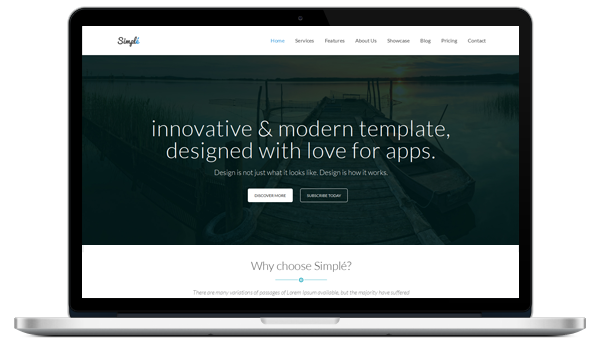 Simplé
Home Services Features About Us Showcase Blog Pricing Contact
innovative & modern template,
designed with love for apps.
Design is not just what it looks like. Design is how it works.
DISCOVER MORE SUBSCRIBE TODAY
Why choose Simplé?
There are many variations of passages of Lorem Ipsum available, but the majority have suffered